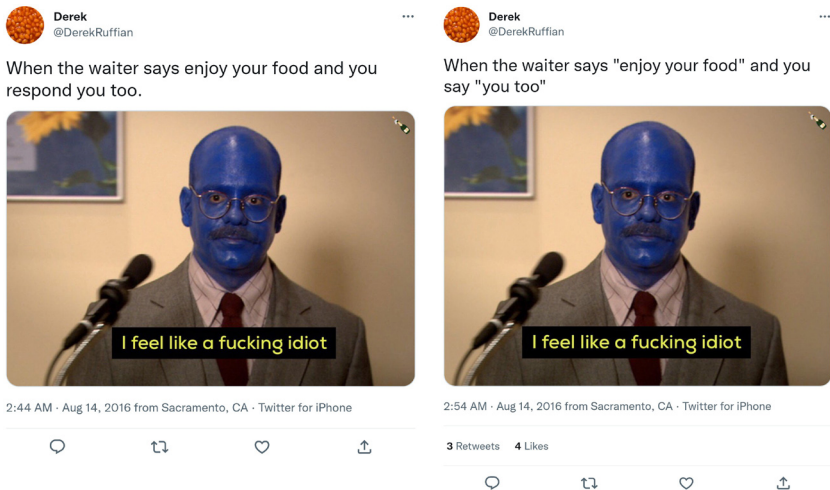 Derek
@DerekRuffian
When the waiter says enjoy your food and you
respond you too.
I feel like a fucking idiot
2:44 AM · Aug 14, 2016 from Sacramento, CA · Twitter for iPhone
Derek
@DerekRuffian
When the waiter says "enjoy your food" and you
say "you too"
I feel like a fucking idiot
2:54 AM · Aug 14, 2016 from Sacramento, CA · Twitter for iPhone
3 Retweets 4 Likes